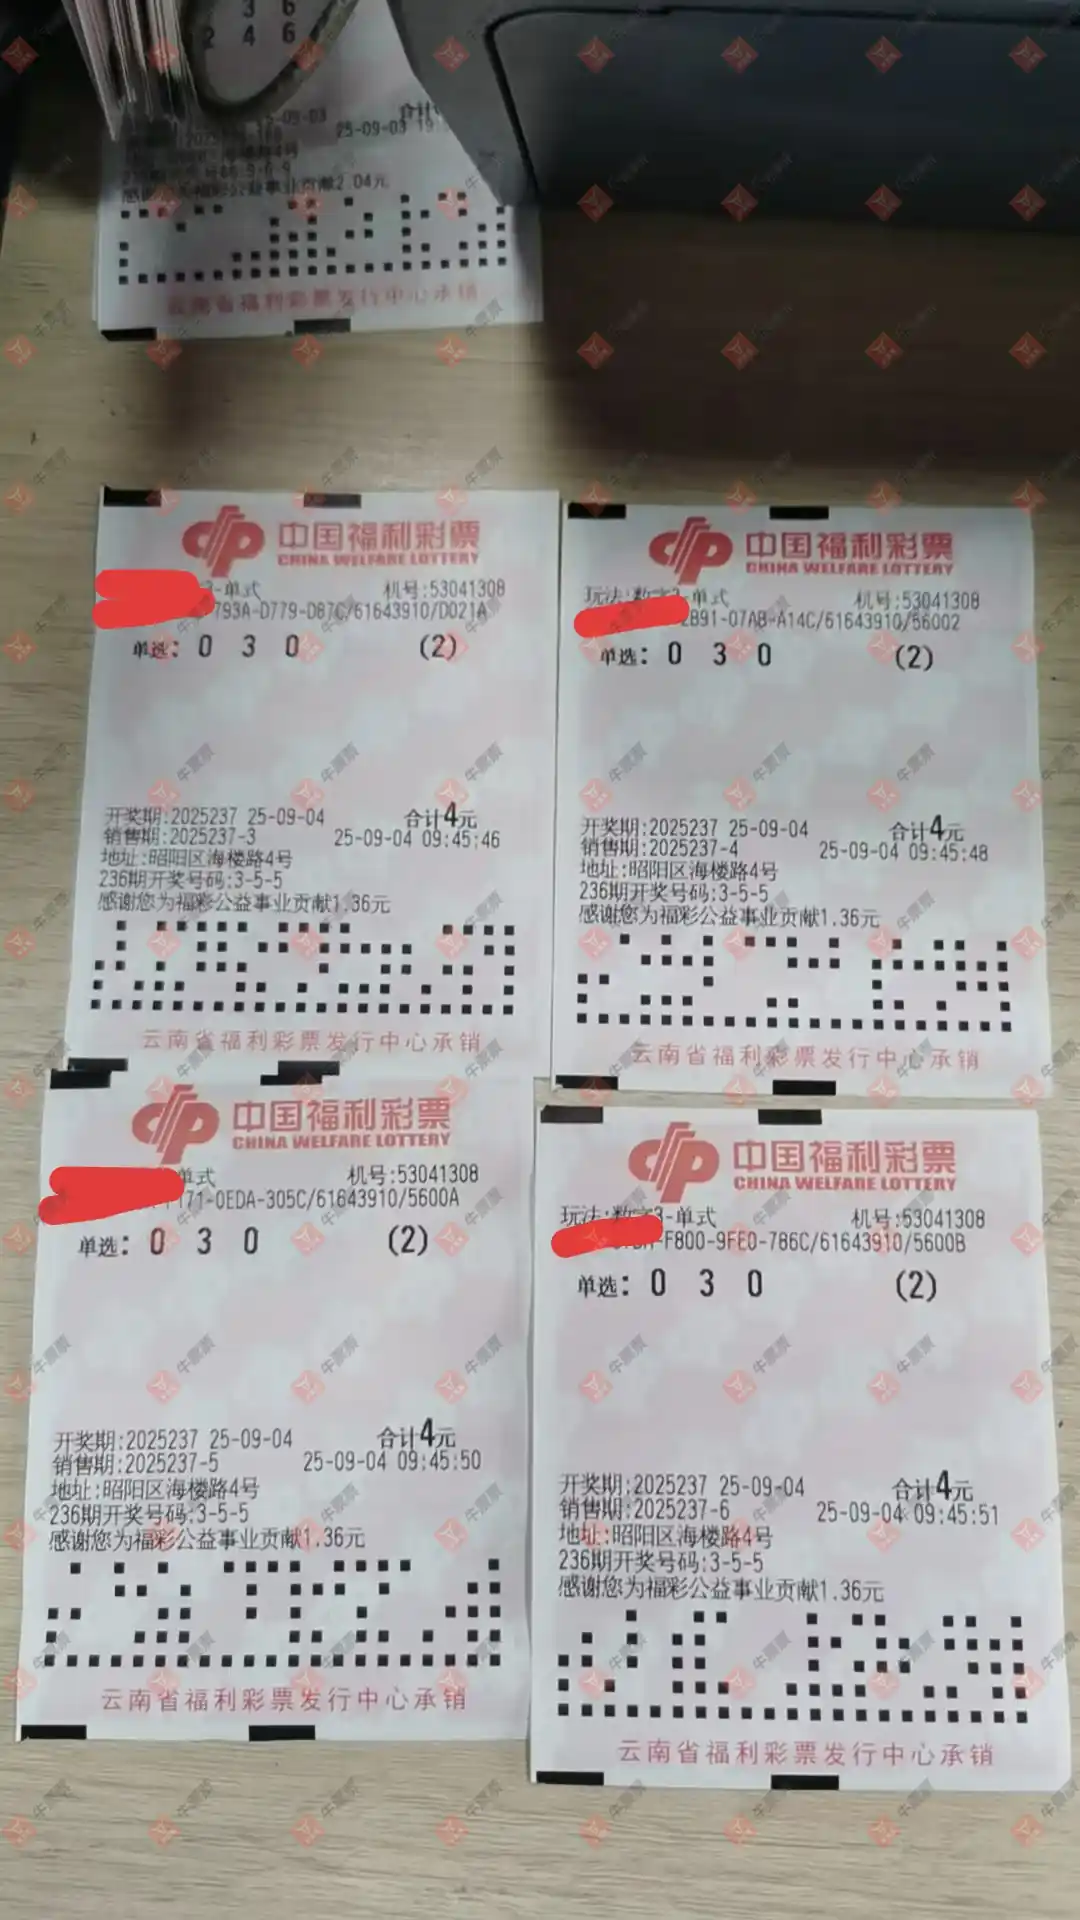 3 6
2 4 6
合计
25-09-03
25-09-03 19:
感谢您为福彩公益事业贡献2.04元
云南省福利彩票发行中心承销
中国福利彩票
CHINA WELFARE LOTTERY
3-单式 机号:53041308
793A-D779-D87C/61643910/D021A
单选: 0 3 0 (2)
开奖期:2025237 25-09-04 合计4元
销售期:2025237-3 25-09-04 09:45:46
地址:昭阳区海楼路4号
236期开奖号码:3-5-5
感谢您为福彩公益事业贡献1.36元
云南省福利彩票发行中心承销
中国福利彩票
CHINA WELFARE LOTTERY
玩法:数字3-单式 机号:53041308
2B91-07AB-A14C/61643910/56002
单选: 0 3 0 (2)
开奖期:2025237 25-09-04 合计4元
销售期:2025237-4 25-09-04 09:45:48
地址:昭阳区海楼路4号
236期开奖号码:3-5-5
感谢您为福彩公益事业贡献1.36元
云南省福利彩票发行中心承销
中国福利彩票
CHINA WELFARE LOTTERY
单式 机号:53041308
171-0EDA-305C/61643910/5600A
单选: 0 3 0 (2)
开奖期:2025237 25-09-04 合计4元
销售期:2025237-5 25-09-04 09:45:50
地址:昭阳区海楼路4号
236期开奖号码:3-5-5
感谢您为福彩公益事业贡献1.36元
云南省福利彩票发行中心承销
中国福利彩票
CHINA WELFARE LOTTERY
玩法:数字3-单式 机号:53041308
F800-9FE0-786C/61643910/5600B
单选: 0 3 0 (2)
开奖期:2025237 25-09-04 合计4元
销售期:2025237-6 25-09-04 09:45:51
地址:昭阳区海楼路4号
236期开奖号码:3-5-5
感谢您为福彩公益事业贡献1.36元
云南省福利彩票发行中心承销
牛票票